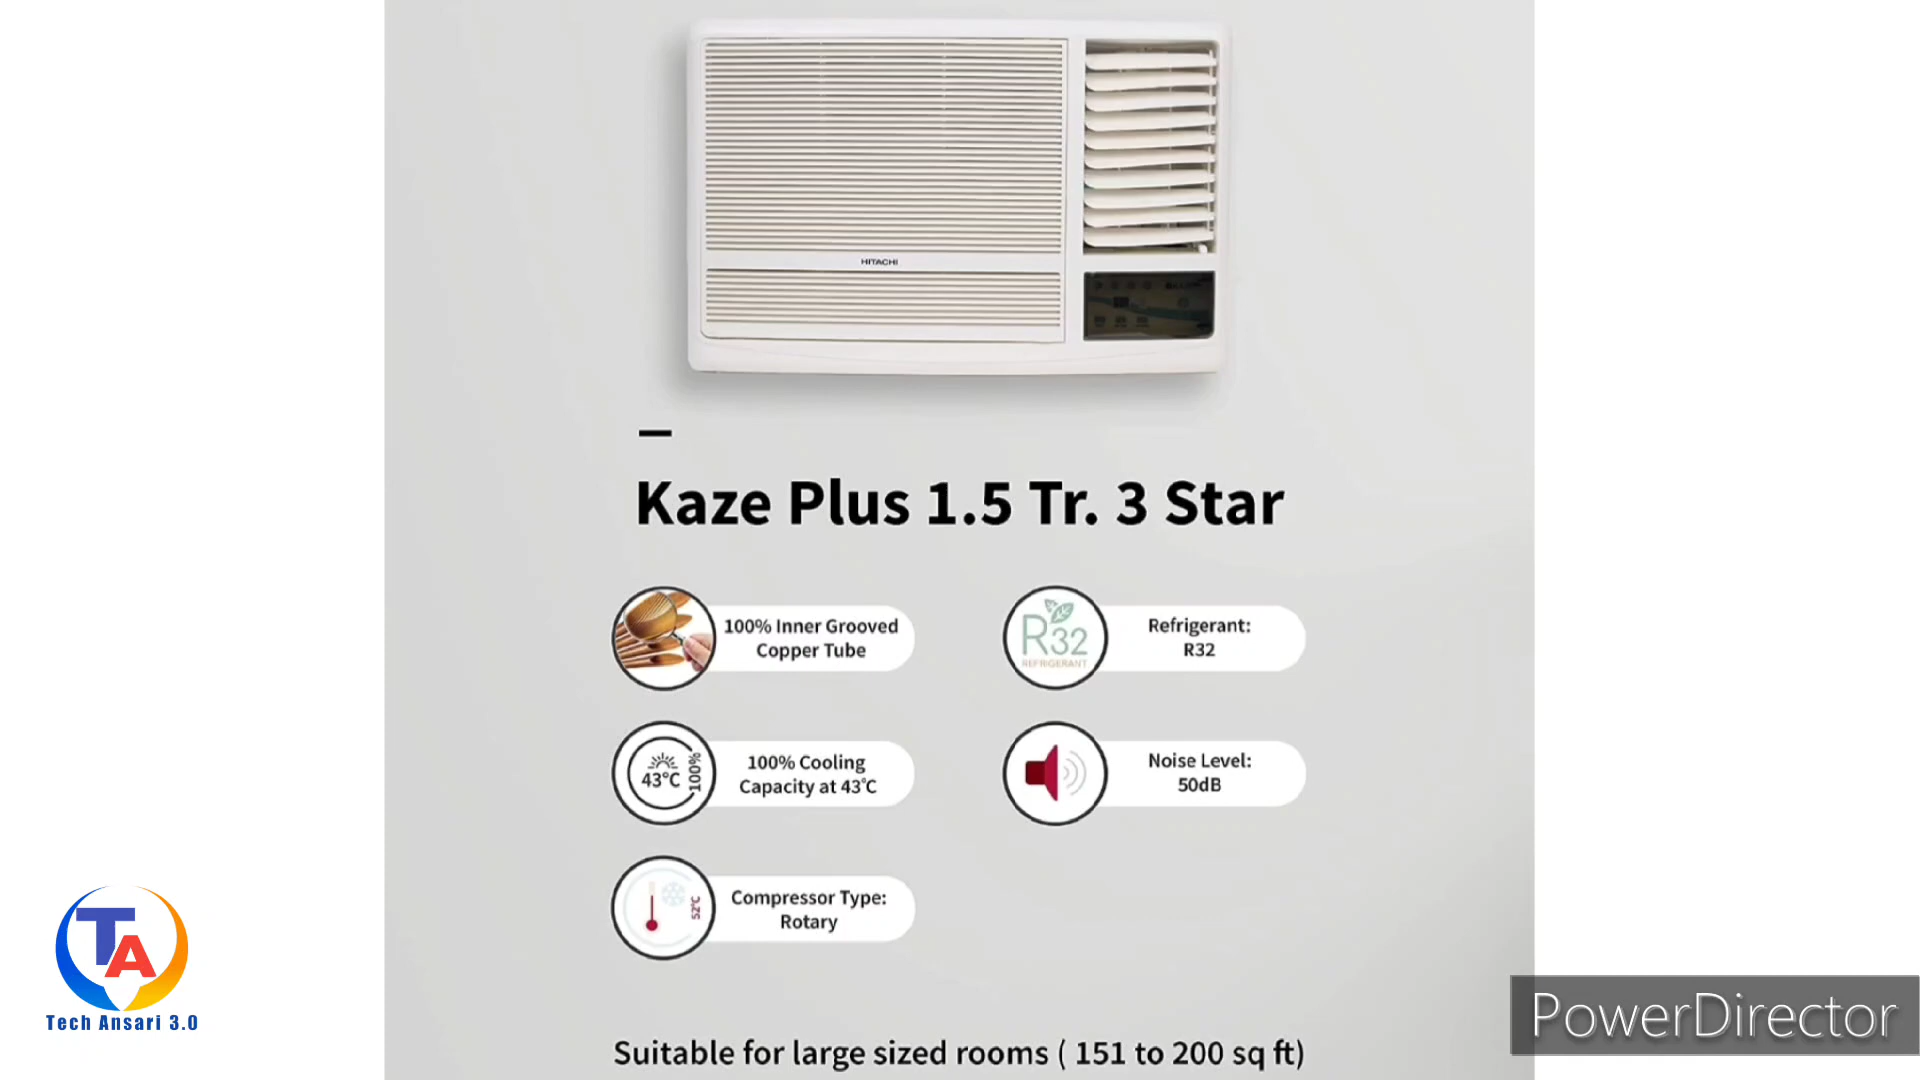 HITACHI
Kaze Plus 1.5 Tr. 3 Star
100% Inner Grooved
Copper Tube
R32
REFRIGERANT
Refrigerant:
R32
43°C
100%
100% Cooling
Capacity at 43℃
Noise Level:
50dB
52°C
Compressor Type:
Rotary
Suitable for large sized rooms ( 151 to 200 sq ft)
TA
Tech Ansari 3.0
PowerDirector